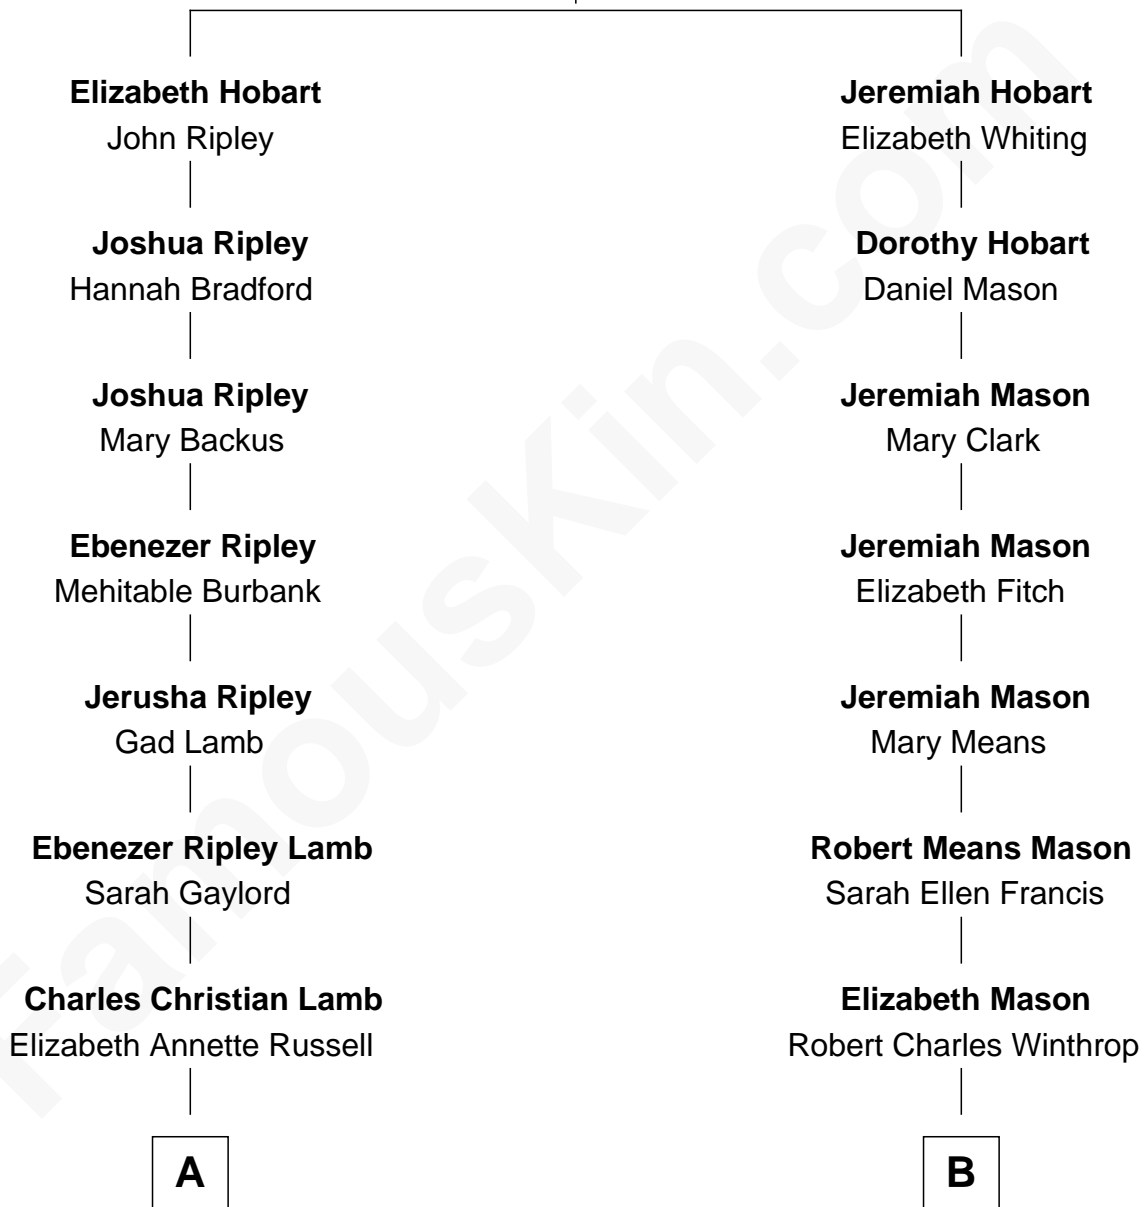 Elizabeth Hobart
John Ripley
Joshua Ripley
Hannah Bradford
Joshua Ripley
Mary Backus
Ebenezer Ripley
Mehitable Burbank
Jerusha Ripley
Gad Lamb
Ebenezer Ripley Lamb
Sarah Gaylord
Charles Christian Lamb
Elizabeth Annette Russell
A
Jeremiah Hobart
Elizabeth Whiting
Dorothy Hobart
Daniel Mason
Jeremiah Mason
Mary Clark
Jeremiah Mason
Elizabeth Fitch
Jeremiah Mason
Mary Means
Robert Means Mason
Sarah Ellen Francis
Elizabeth Mason
Robert Charles Winthrop
B
FamousKin.com